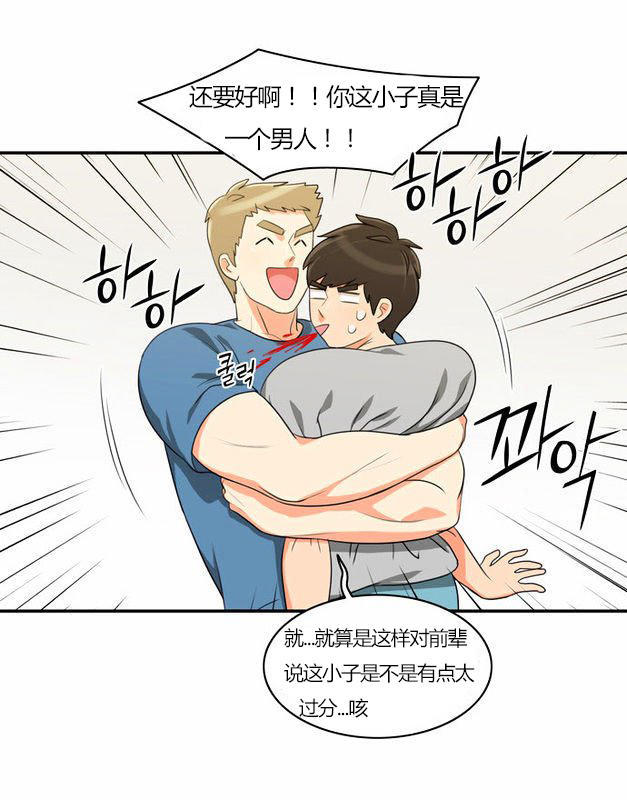 还要好啊！！你这小子真是
一个男人！！
하하하
하하
쿨럭
꽈악
就...就算是这样对前辈
说这小子是不是有点太
过分...咳